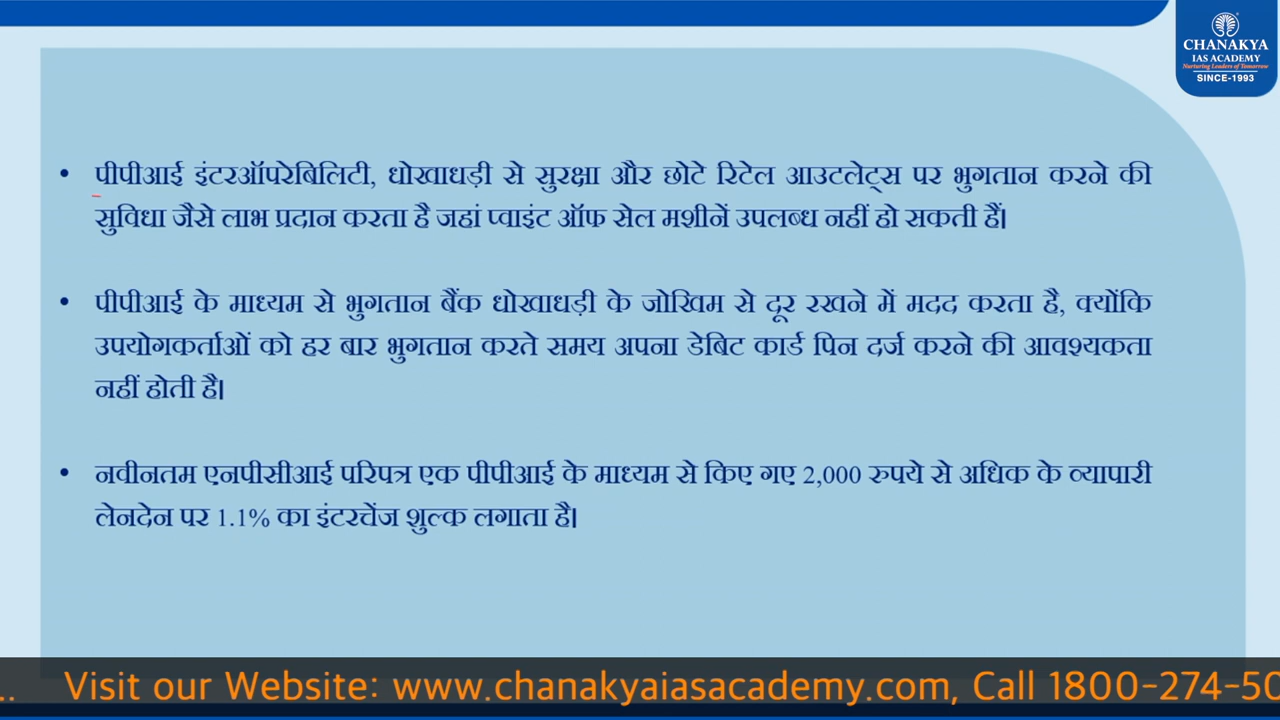 CHANAKYA
IAS ACADEMY
Nurturing Leaders of Tomorrow
SINCE-1993
• पीपीआई इंटरऑपरेबिलिटी, धोखाधड़ी से सुरक्षा और छोटे रिटेल आउटलेट्स पर भुगतान करने की
सुविधा जैसे लाभ प्रदान करता है जहां प्वाइंट ऑफ सेल मशीनें उपलब्ध नहीं हो सकती हैं।
• पीपीआई के माध्यम से भुगतान बैंक धोखाधड़ी के जोखिम से दूर रखने में मदद करता है, क्योंकि
उपयोगकर्ताओं को हर बार भुगतान करते समय अपना डेबिट कार्ड पिन दर्ज करने की आवश्यकता
नहीं होती है।
• नवीनतम एनपीसीआई परिपत्र एक पीपीआई के माध्यम से किए गए 2,000 रुपये से अधिक के व्यापारी
लेनदेन पर 1.1% का इंटरचेंज शुल्क लगाता है।
.. Visit our Website: www.chanakyaiasacademy.com, Call 1800-274-50